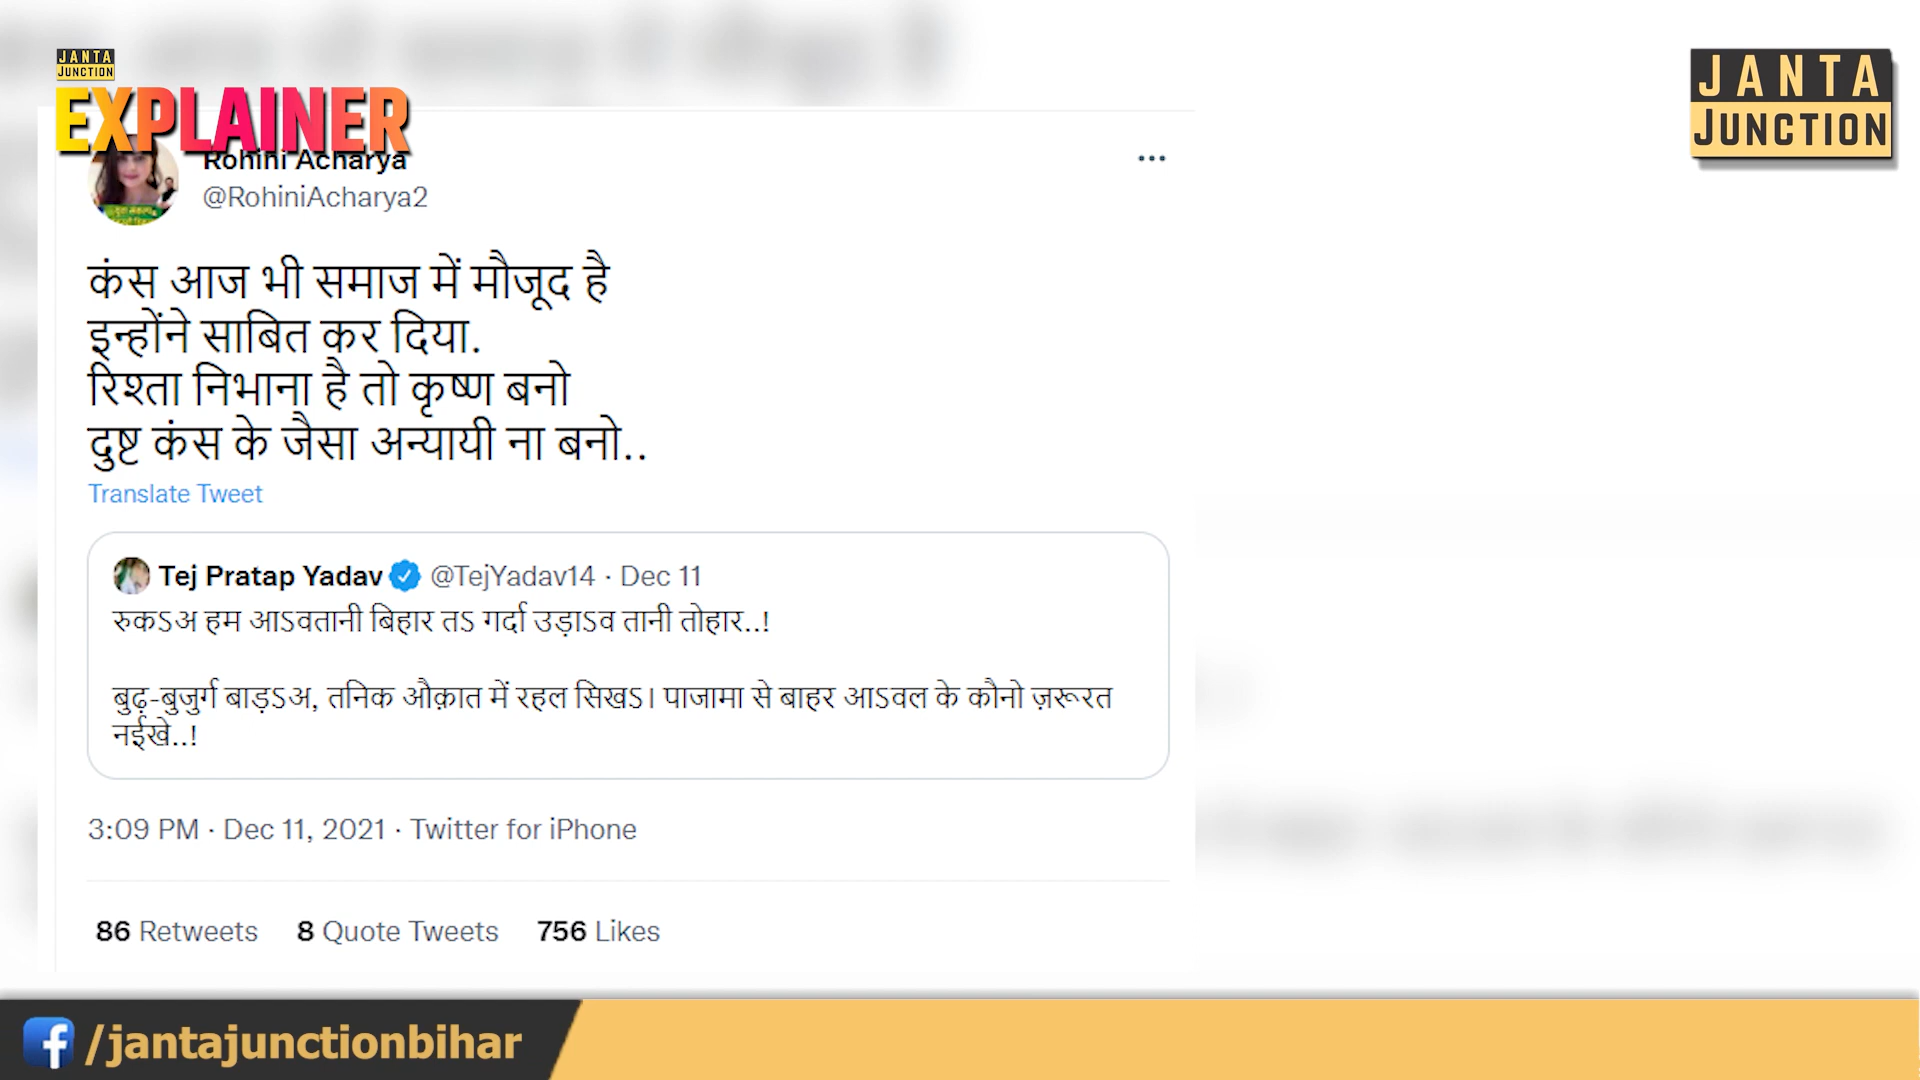 JANTA
JUNCTION
EXPLAINER
JANTA
JUNCTION
Rohini Acharya
@RohiniAcharya2
कंस आज भी समाज में मौजूद है
इन्होंने साबित कर दिया.
रिश्ता निभाना है तो कृष्ण बनो
दुष्ट कंस के जैसा अन्यायी ना बनो..
Translate Tweet
Tej Pratap Yadav @TejYadav14 · Dec 11
रुकऽअ हम आऽवतानी बिहार तऽ गर्दा उड़ाऽव तानी तोहार..!
बुढ़-बुजुर्ग बाड़ऽअ, तनिक औक़ात में रहल सिखऽ। पाजामा से बाहर आऽवल के कौनो ज़रूरत
नईखे..!
3:09 PM · Dec 11, 2021 · Twitter for iPhone
86 Retweets 8 Quote Tweets 756 Likes
/jantajunctionbihar